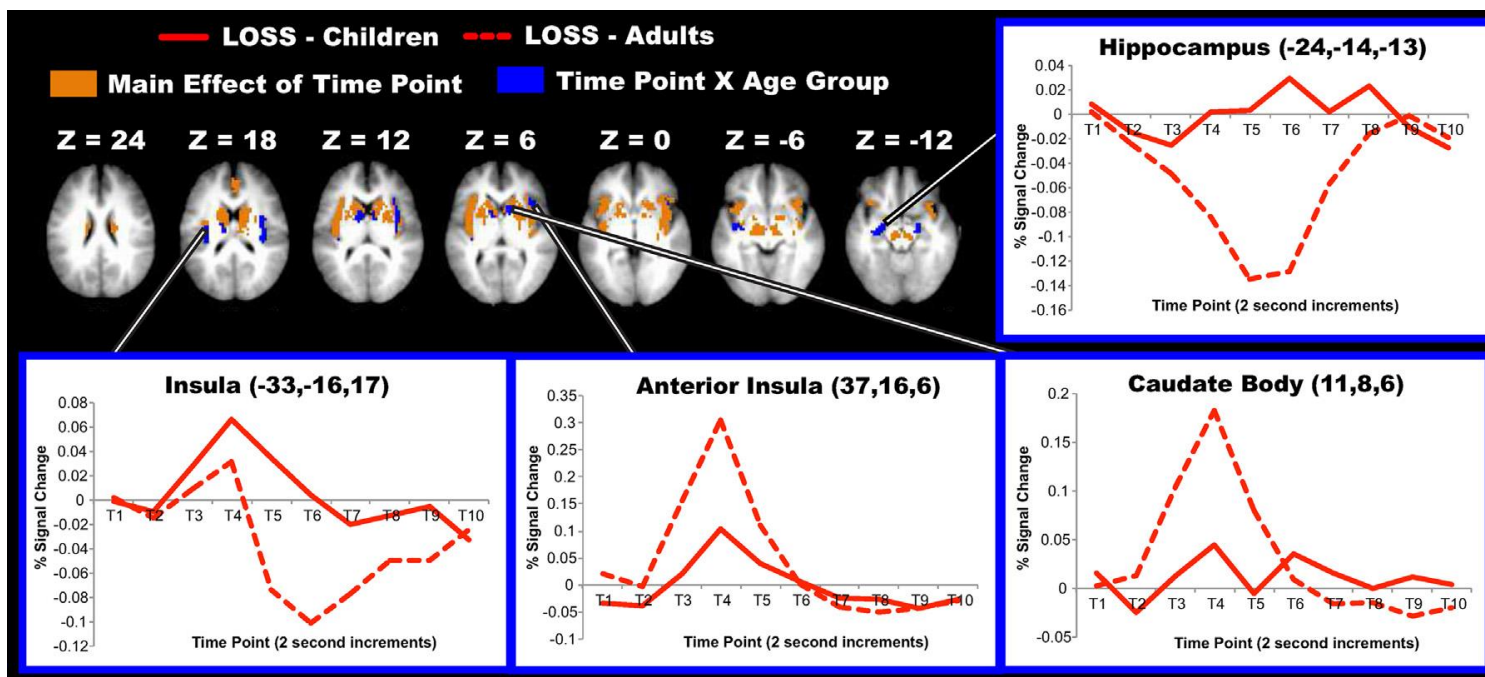 LOSS - Children LOSS - Adults
Main Effect of Time Point Time Point X Age Group
Z = 24 Z = 18 Z = 12 Z = 6 Z = 0 Z = -6 Z = -12
Hippocampus (-24,-14,-13)
% Signal Change
0.04
0.02
0
-0.02
-0.04
-0.06
-0.08
-0.1
-0.12
-0.14
-0.16
T1 T2 T3 T4 T5 T6 T7 T8 T9 T10
Time Point (2 second increments)
Insula (-33,-16,17)
% Signal Change
0.08
0.06
0.04
0.02
0
-0.02
-0.04
-0.06
-0.08
-0.1
-0.12
T1 T2 T3 T4 T5 T6 T7 T8 T9 T10
Time Point (2 second increments)
Anterior Insula (37,16,6)
% Signal Change
0.35
0.3
0.25
0.2
0.15
0.1
0.05
0
-0.05
-0.1
T1 T2 T3 T4 T5 T6 T7 T8 T9 T10
Time Point (2 second increments)
Caudate Body (11,8,6)
% Signal Change
0.2
0.15
0.1
0.05
0
-0.05
T1 T2 T3 T4 T5 T6 T7 T8 T9 T10
Time Point (2 second increments)